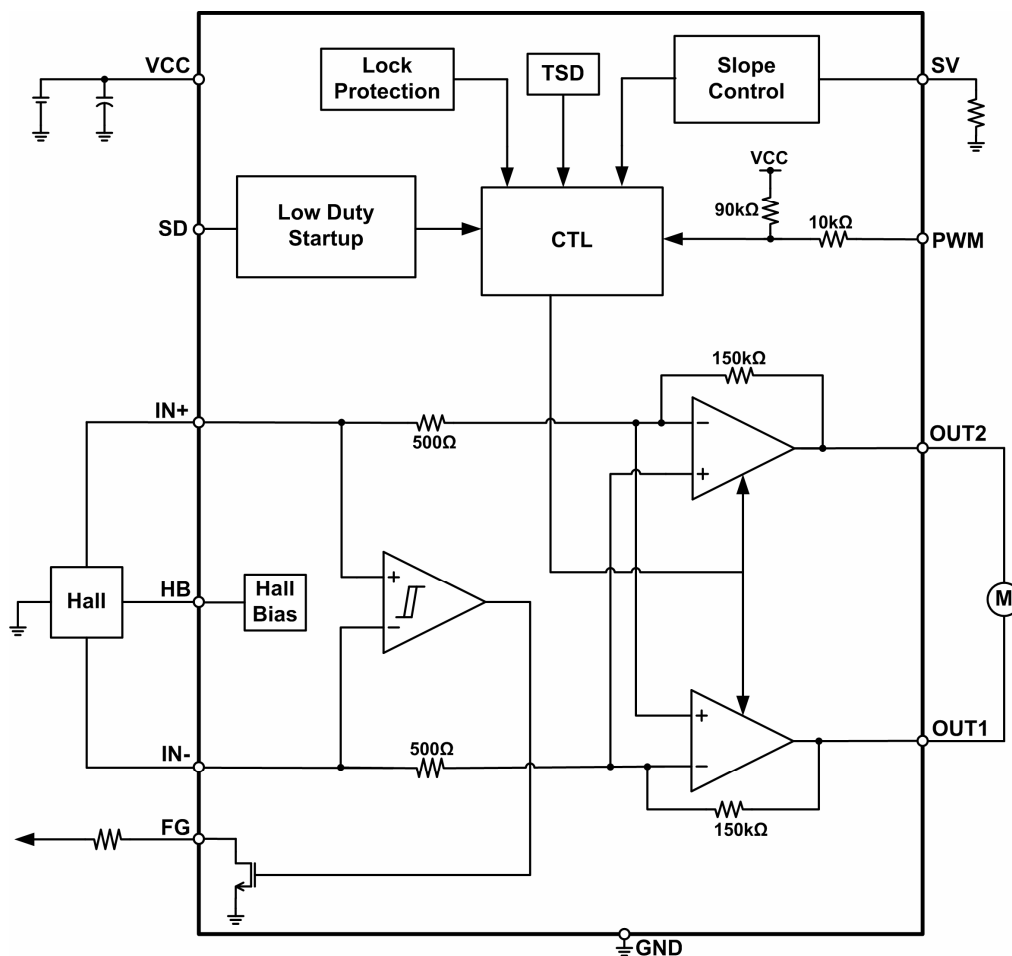 VCC
Lock
Protection
TSD
Slope
Control
SV
VCC
90kΩ
10kΩ
SD
Low Duty
Startup
CTL
PWM
150kΩ
IN+
500Ω
−
+
OUT2
HB
Hall
Hall
Bias
+
−
M
+
−
OUT1
IN-
500Ω
150kΩ
FG
GND